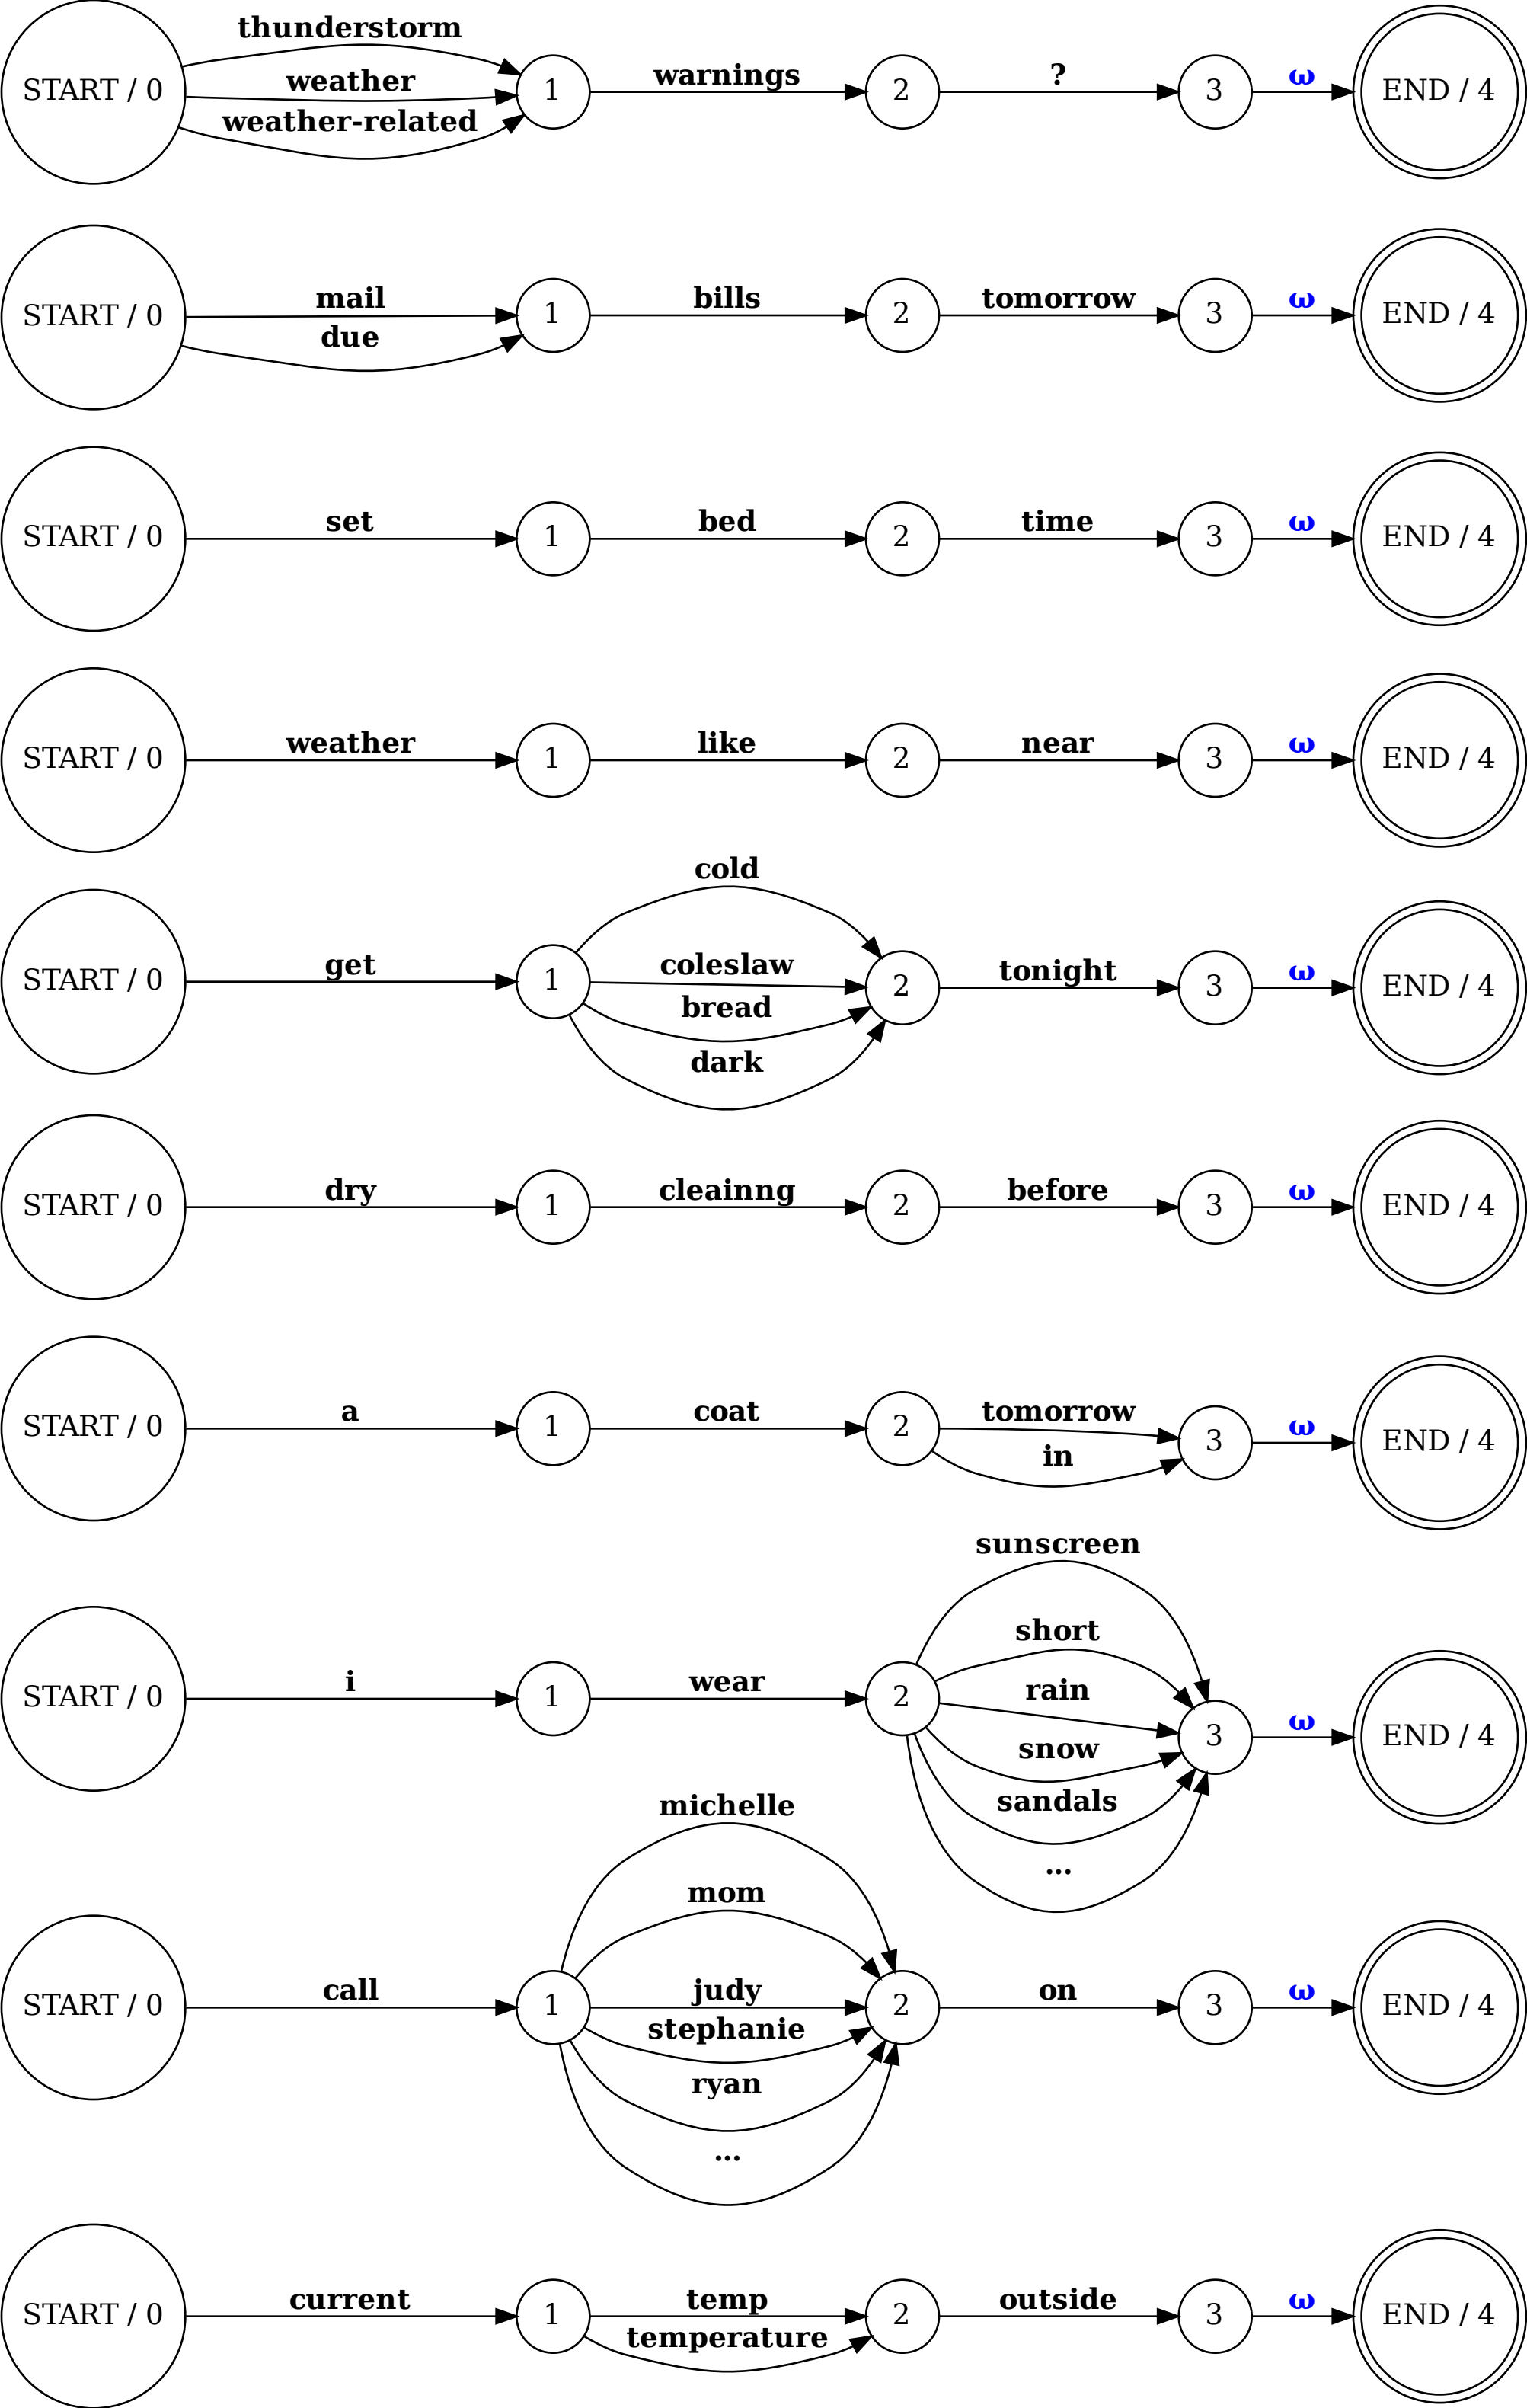 thunderstorm
weather
weather-related
START / 0 1 warnings 2 ? 3 ω END / 4
mail
due
START / 0 1 bills 2 tomorrow 3 ω END / 4
START / 0 set 1 bed 2 time 3 ω END / 4
START / 0 weather 1 like 2 near 3 ω END / 4
cold
coleslaw
bread
dark
START / 0 get 1 2 tonight 3 ω END / 4
START / 0 dry 1 cleainng 2 before 3 ω END / 4
START / 0 a 1 coat 2 tomorrow 3 ω END / 4
in
sunscreen
short
rain
snow
sandals
...
START / 0 i 1 wear 2 3 ω END / 4
michelle
mom
judy
stephanie
ryan
...
START / 0 call 1 2 on 3 ω END / 4
START / 0 current 1 temp 2 outside 3 ω END / 4
temperature